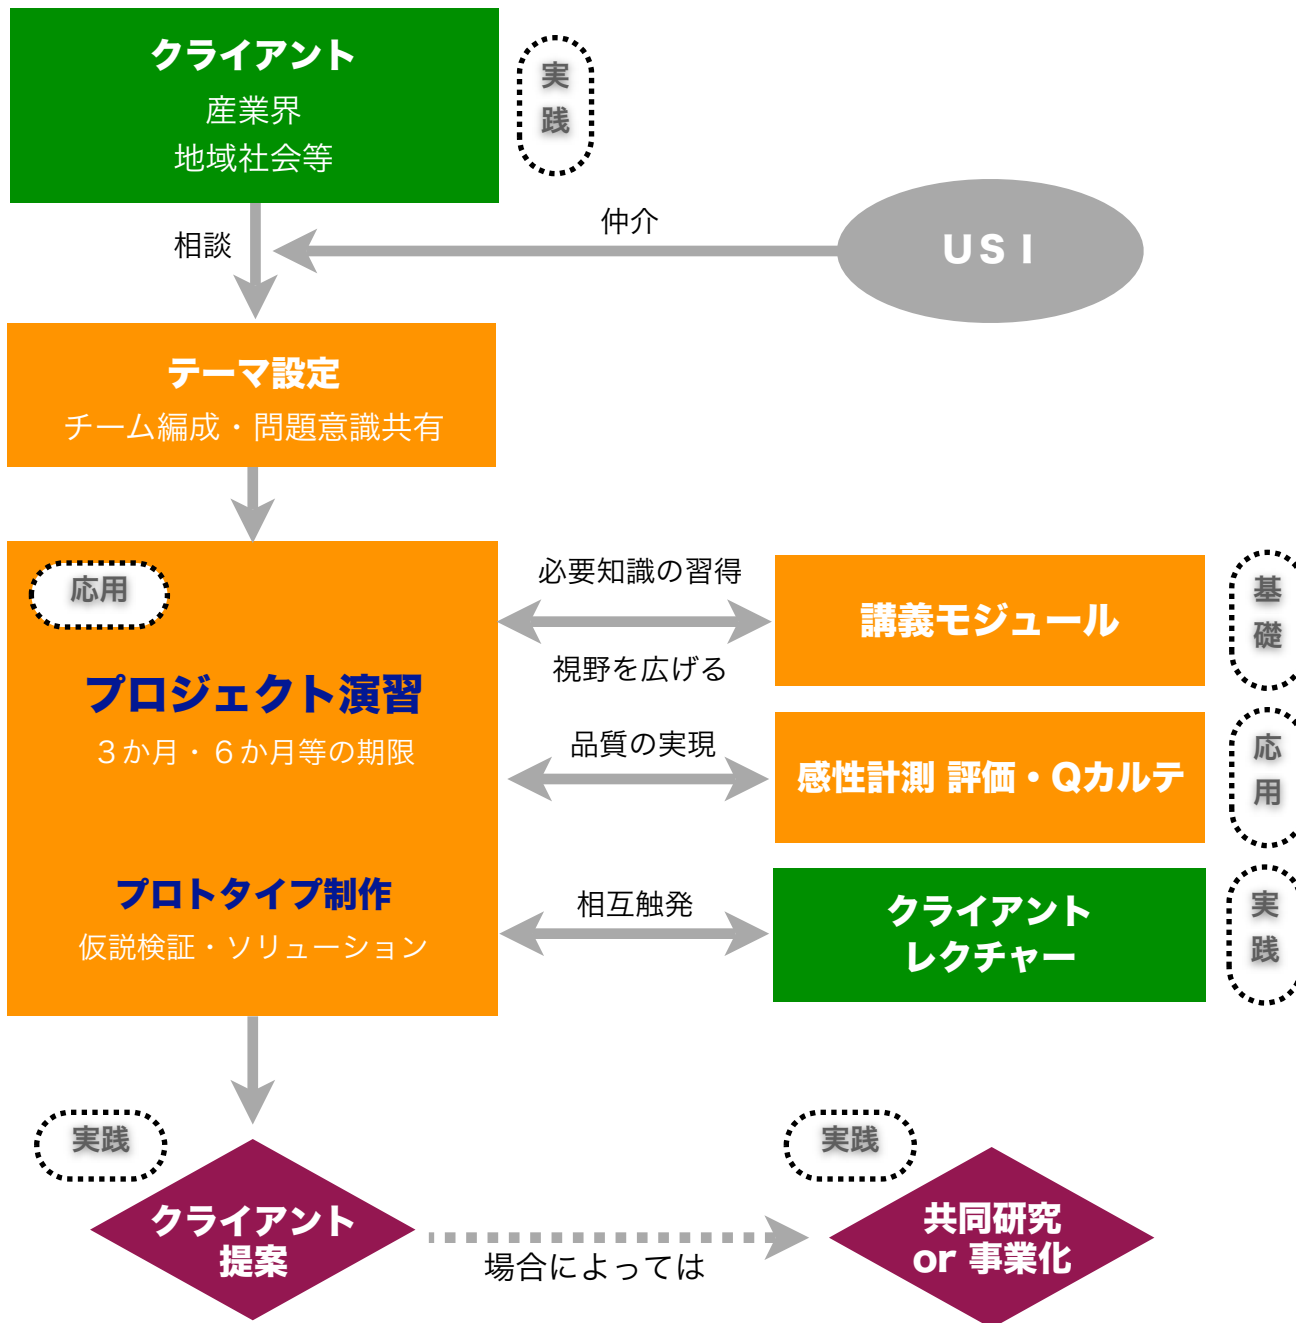 クライアント
産業界
地域社会等
実
践
相談
仲介
ＵＳＩ
テーマ設定
チーム編成・問題意識共有
応用
プロジェクト演習
３か月・６か月等の期限
プロトタイプ制作
仮説検証・ソリューション
必要知識の習得
視野を広げる
講義モジュール
基
礎
品質の実現
感性計測 評価・Qカルテ
応
用
相互触発
クライアント
レクチャー
実
践
実践
クライアント
提案
場合によっては
実践
共同研究
or 事業化